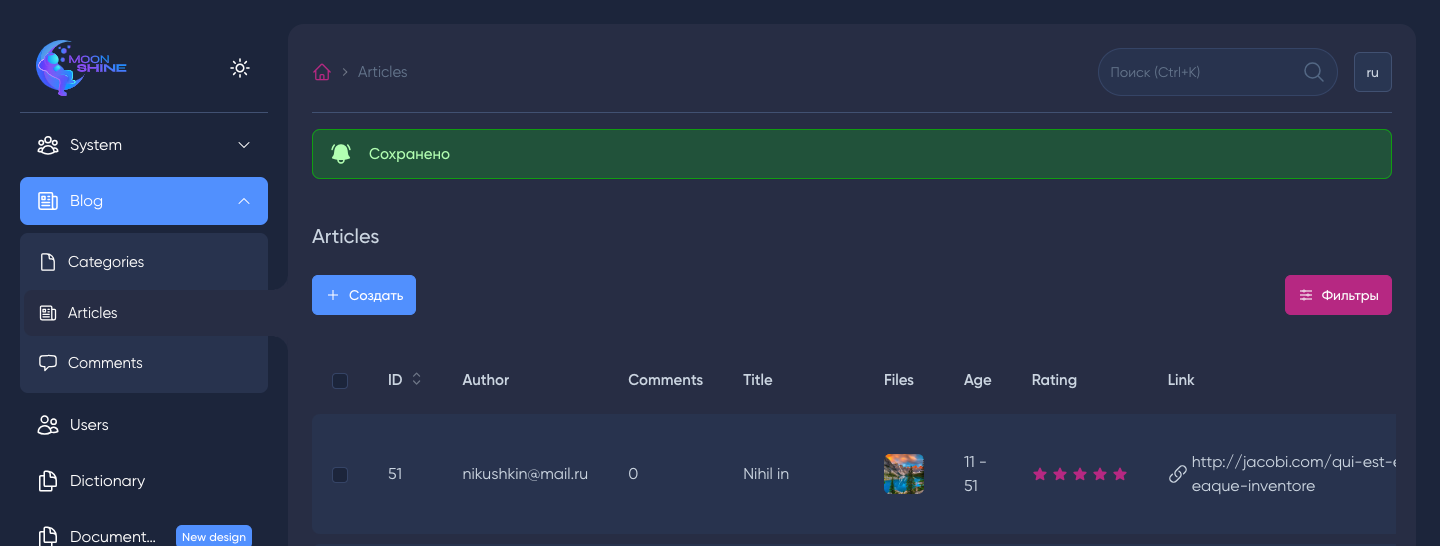 MOON
SHINE
System
Blog
Categories
Articles
Comments
Users
Dictionary
Document...
New design
Articles
Поиск (Ctrl+K)
ru
Сохранено
Articles
Создать
Фильтры
ID Author Comments Title Files Age Rating Link
51 nikushkin@mail.ru 0 Nihil in 11 - http://jacobi.com/qui-est-e
51 eaque-inventore